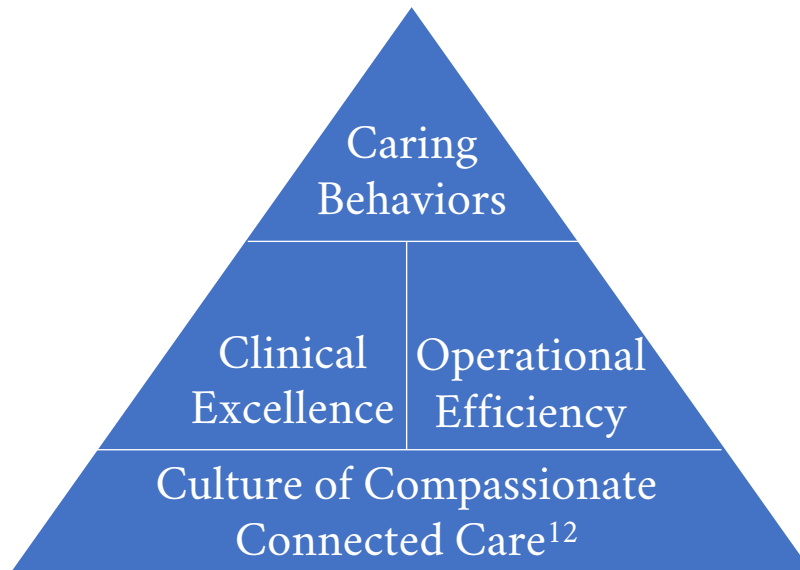 Caring
Behaviors
Clinical
Excellence
Operational
Efficiency
Culture of Compassionate
Connected Care¹²